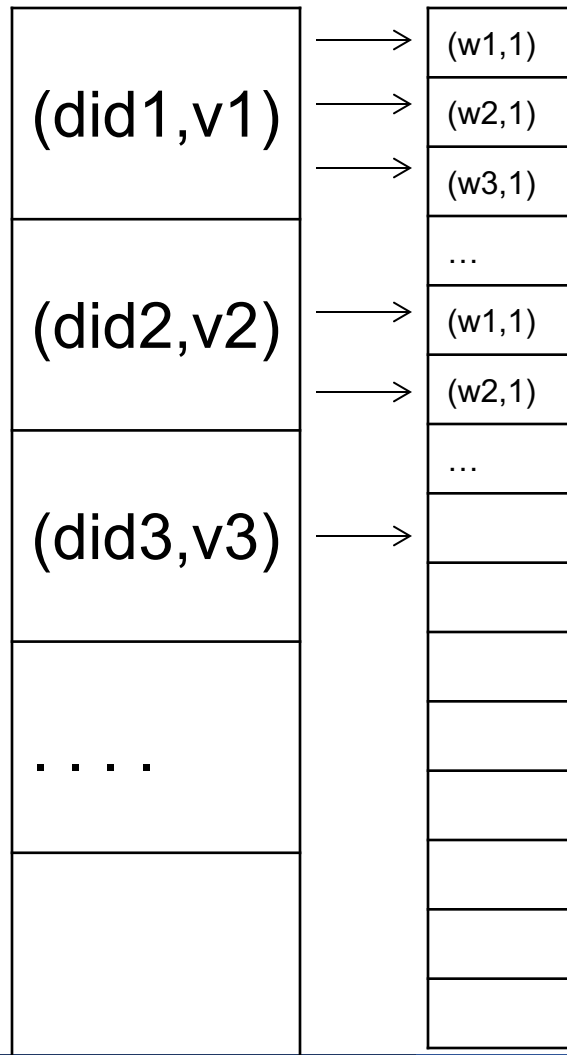 (did1,v1)
(w1,1)
(w2,1)
(w3,1)
…
(did2,v2)
(w1,1)
(w2,1)
…
(did3,v3)
. . . .